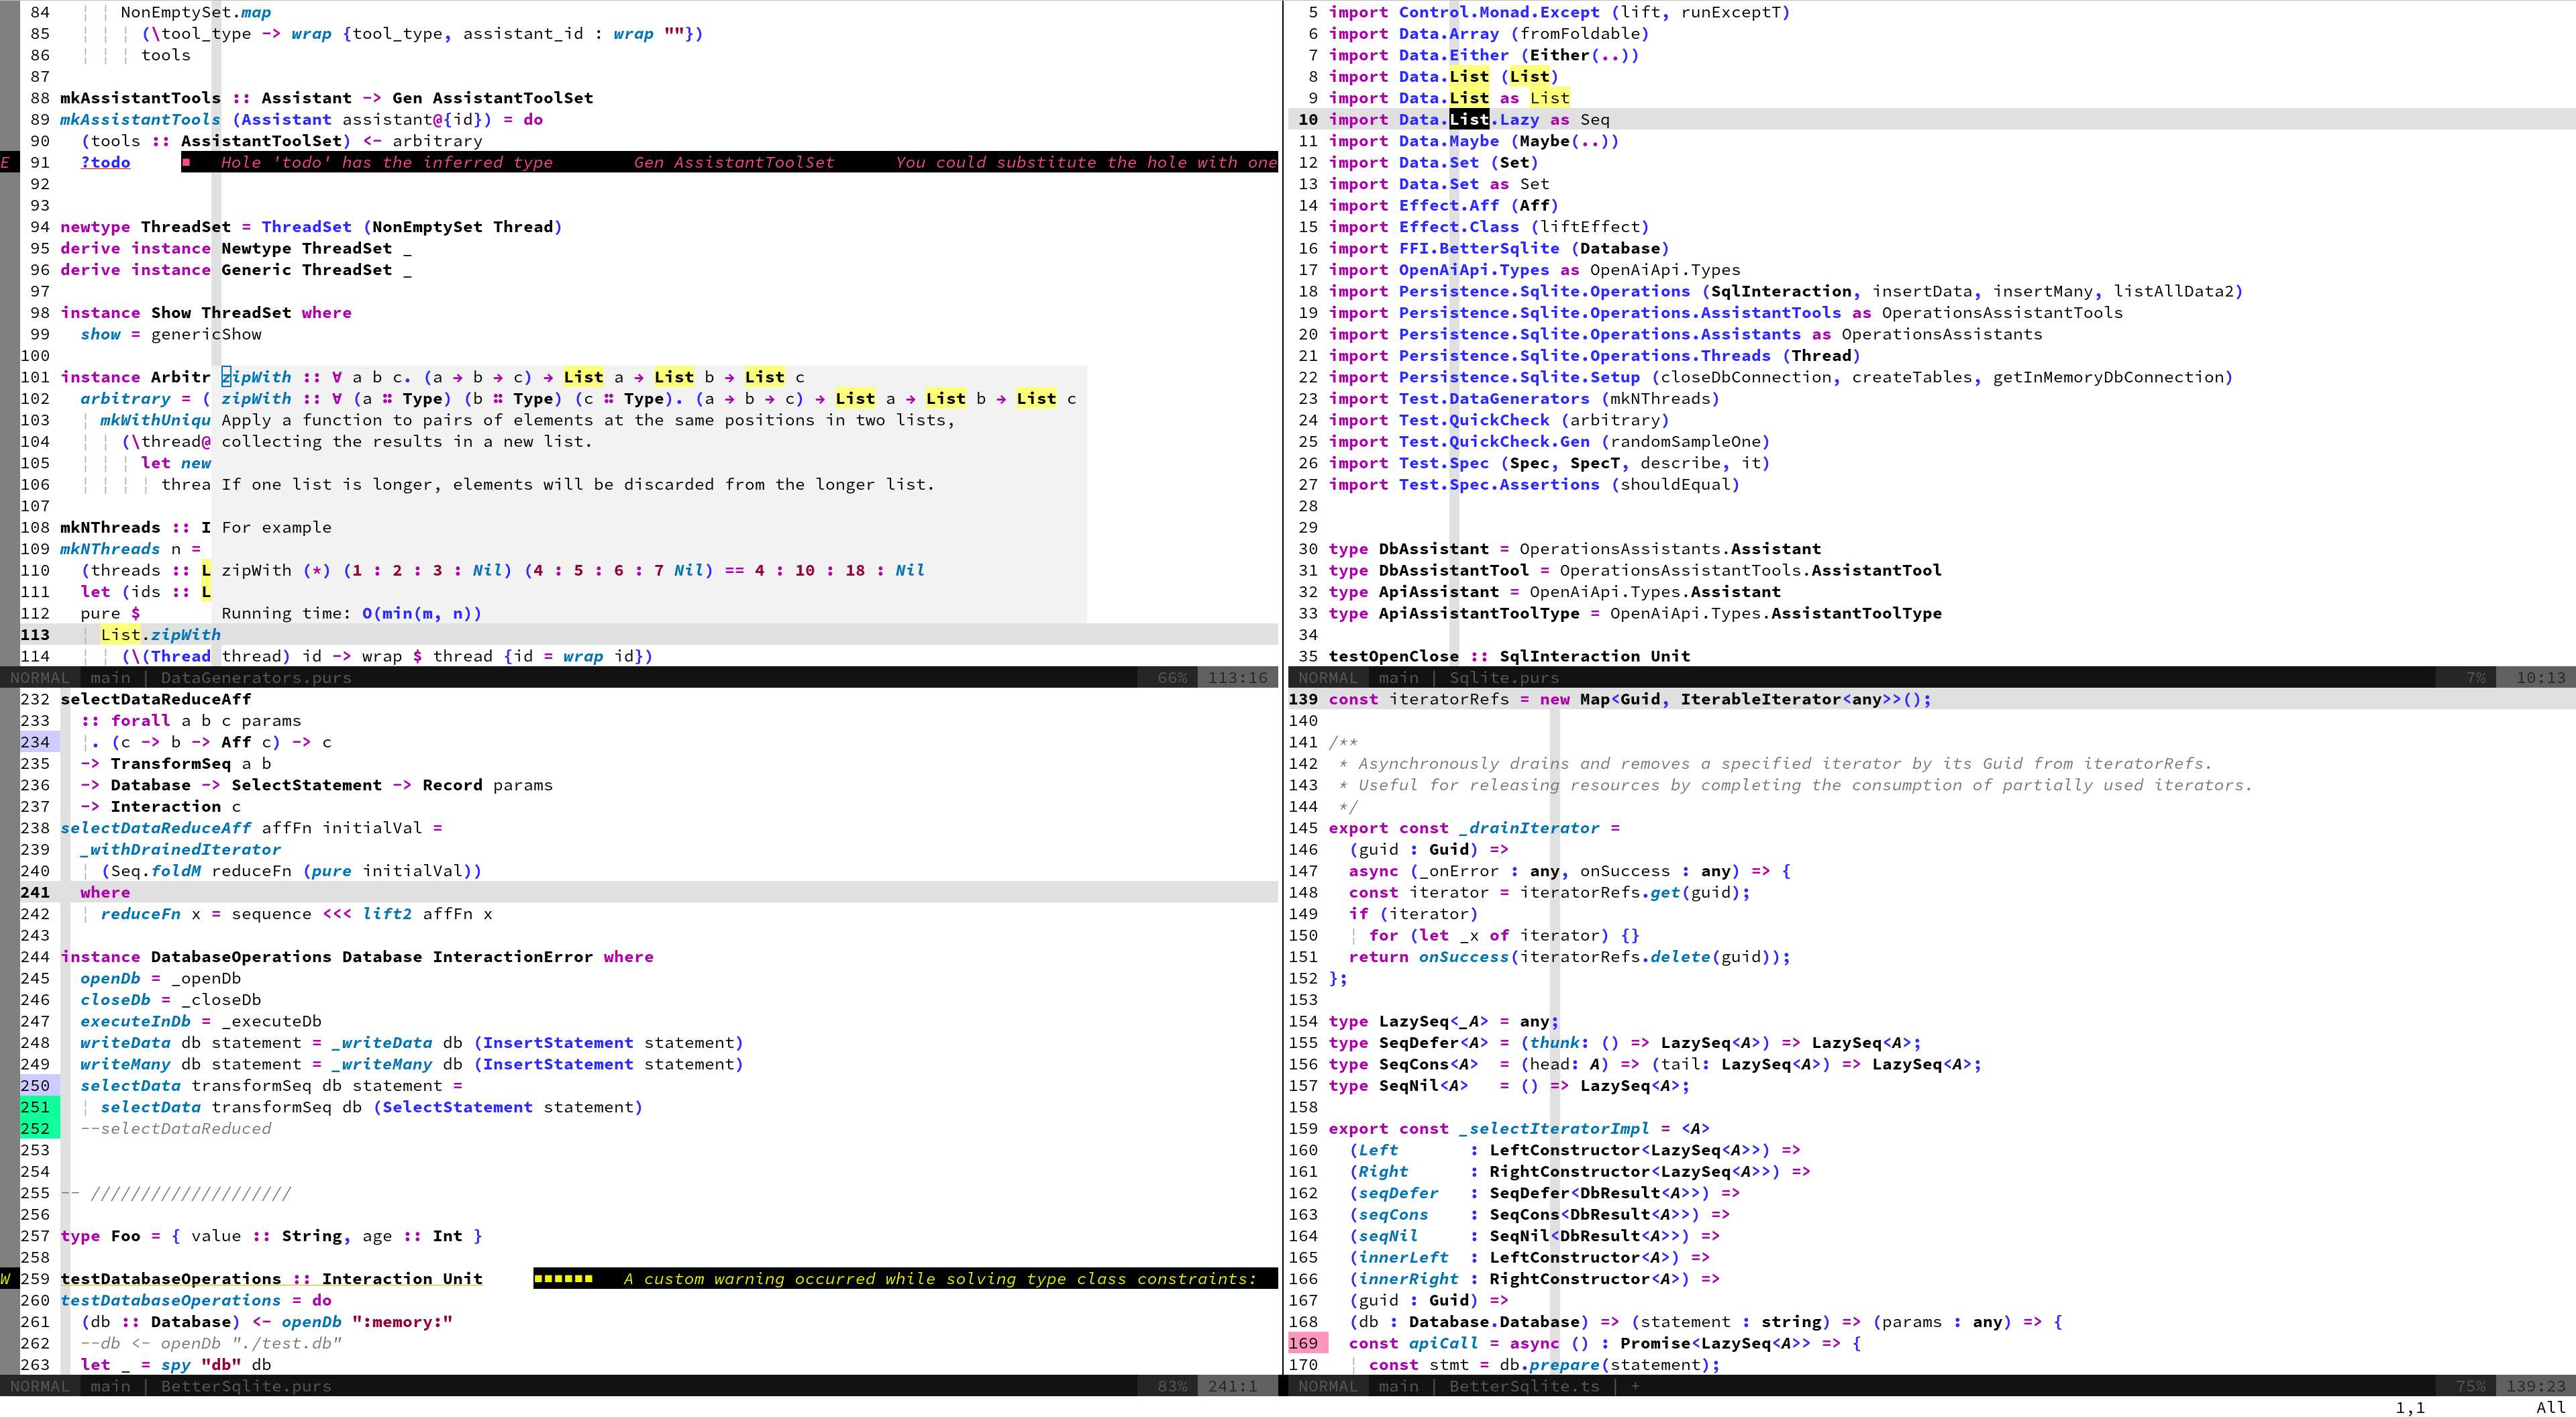 84 NonEmptySet.map
85 (\tool_type -> wrap {tool_type, assistant_id : wrap ""})
86 tools
87
88 mkAssistantTools :: Assistant -> Gen AssistantToolSet
89 mkAssistantTools (Assistant assistant@{id}) = do
90 (tools :: AssistantToolSet) <- arbitrary
E 91 ?todo ■ Hole 'todo' has the inferred type Gen AssistantToolSet You could substitute the hole with one
92
93
94 newtype ThreadSet = ThreadSet (NonEmptySet Thread)
95 derive instance Newtype ThreadSet _
96 derive instance Generic ThreadSet _
97
98 instance Show ThreadSet where
99 show = genericShow
100
101 instance Arbitr zipWith :: ∀ a b c. (a → b → c) → List a → List b → List c
102 arbitrary = ( zipWith :: ∀ (a ∷ Type) (b ∷ Type) (c ∷ Type). (a → b → c) → List a → List b → List c
103 mkWithUniqu Apply a function to pairs of elements at the same positions in two lists,
104 (\thread@ collecting the results in a new list.
105 let new
106 threa If one list is longer, elements will be discarded from the longer list.
107
108 mkNThreads :: I For example
109 mkNThreads n =
110 (threads :: L zipWith (*) (1 : 2 : 3 : Nil) (4 : 5 : 6 : 7 Nil) == 4 : 10 : 18 : Nil
111 let (ids :: L
112 pure $ Running time: O(min(m, n))
113 List.zipWith
114 (\(Thread thread) id -> wrap $ thread {id = wrap id})
NORMAL main | DataGenerators.purs 66% 113:16
5 import Control.Monad.Except (lift, runExceptT)
6 import Data.Array (fromFoldable)
7 import Data.Either (Either(..))
8 import Data.List (List)
9 import Data.List as List
10 import Data.List.Lazy as Seq
11 import Data.Maybe (Maybe(..))
12 import Data.Set (Set)
13 import Data.Set as Set
14 import Effect.Aff (Aff)
15 import Effect.Class (liftEffect)
16 import FFI.BetterSqlite (Database)
17 import OpenAiApi.Types as OpenAiApi.Types
18 import Persistence.Sqlite.Operations (SqlInteraction, insertData, insertMany, listAllData2)
19 import Persistence.Sqlite.Operations.AssistantTools as OperationsAssistantTools
20 import Persistence.Sqlite.Operations.Assistants as OperationsAssistants
21 import Persistence.Sqlite.Operations.Threads (Thread)
22 import Persistence.Sqlite.Setup (closeDbConnection, createTables, getInMemoryDbConnection)
23 import Test.DataGenerators (mkNThreads)
24 import Test.QuickCheck (arbitrary)
25 import Test.QuickCheck.Gen (randomSampleOne)
26 import Test.Spec (Spec, SpecT, describe, it)
27 import Test.Spec.Assertions (shouldEqual)
28
29
30 type DbAssistant = OperationsAssistants.Assistant
31 type DbAssistantTool = OperationsAssistantTools.AssistantTool
32 type ApiAssistant = OpenAiApi.Types.Assistant
33 type ApiAssistantToolType = OpenAiApi.Types.AssistantToolType
34
35 testOpenClose :: SqlInteraction Unit
NORMAL main | Sqlite.purs 7% 10:13
232 selectDataReduceAff
233 :: forall a b c params
234 . (c -> b -> Aff c) -> c
235 -> TransformSeq a b
236 -> Database -> SelectStatement -> Record params
237 -> Interaction c
238 selectDataReduceAff affFn initialVal =
239 _withDrainedIterator
240 (Seq.foldM reduceFn (pure initialVal))
241 where
242 reduceFn x = sequence <<< lift2 affFn x
243
244 instance DatabaseOperations Database InteractionError where
245 openDb = _openDb
246 closeDb = _closeDb
247 executeInDb = _executeDb
248 writeData db statement = _writeData db (InsertStatement statement)
249 writeMany db statement = _writeMany db (InsertStatement statement)
250 selectData transformSeq db statement =
251 selectData transformSeq db (SelectStatement statement)
252 --selectDataReduced
253
254
255 -- ////////////////////
256
257 type Foo = { value :: String, age :: Int }
258
W 259 testDatabaseOperations :: Interaction Unit ■■■■■■ A custom warning occurred while solving type class constraints:
260 testDatabaseOperations = do
261 (db :: Database) <- openDb ":memory:"
262 --db <- openDb "./test.db"
263 let _ = spy "db" db
NORMAL main | BetterSqlite.purs 83% 241:1
139 const iteratorRefs = new Map<Guid, IterableIterator<any>>();
140
141 /**
142 * Asynchronously drains and removes a specified iterator by its Guid from iteratorRefs.
143 * Useful for releasing resources by completing the consumption of partially used iterators.
144 */
145 export const _drainIterator =
146 (guid : Guid) =>
147 async (_onError : any, onSuccess : any) => {
148 const iterator = iteratorRefs.get(guid);
149 if (iterator)
150 for (let _x of iterator) {}
151 return onSuccess(iteratorRefs.delete(guid));
152 };
153
154 type LazySeq<_A> = any;
155 type SeqDefer<A> = (thunk: () => LazySeq<A>) => LazySeq<A>;
156 type SeqCons<A> = (head: A) => (tail: LazySeq<A>) => LazySeq<A>;
157 type SeqNil<A> = () => LazySeq<A>;
158
159 export const _selectIteratorImpl = <A>
160 (Left : LeftConstructor<LazySeq<A>>) =>
161 (Right : RightConstructor<LazySeq<A>>) =>
162 (seqDefer : SeqDefer<DbResult<A>>) =>
163 (seqCons : SeqCons<DbResult<A>>) =>
164 (seqNil : SeqNil<DbResult<A>>) =>
165 (innerLeft : LeftConstructor<A>) =>
166 (innerRight : RightConstructor<A>) =>
167 (guid : Guid) =>
168 (db : Database.Database) => (statement : string) => (params : any) => {
169 const apiCall = async () : Promise<LazySeq<A>> => {
170 const stmt = db.prepare(statement);
NORMAL main | BetterSqlite.ts | + 75% 139:23
1,1 All